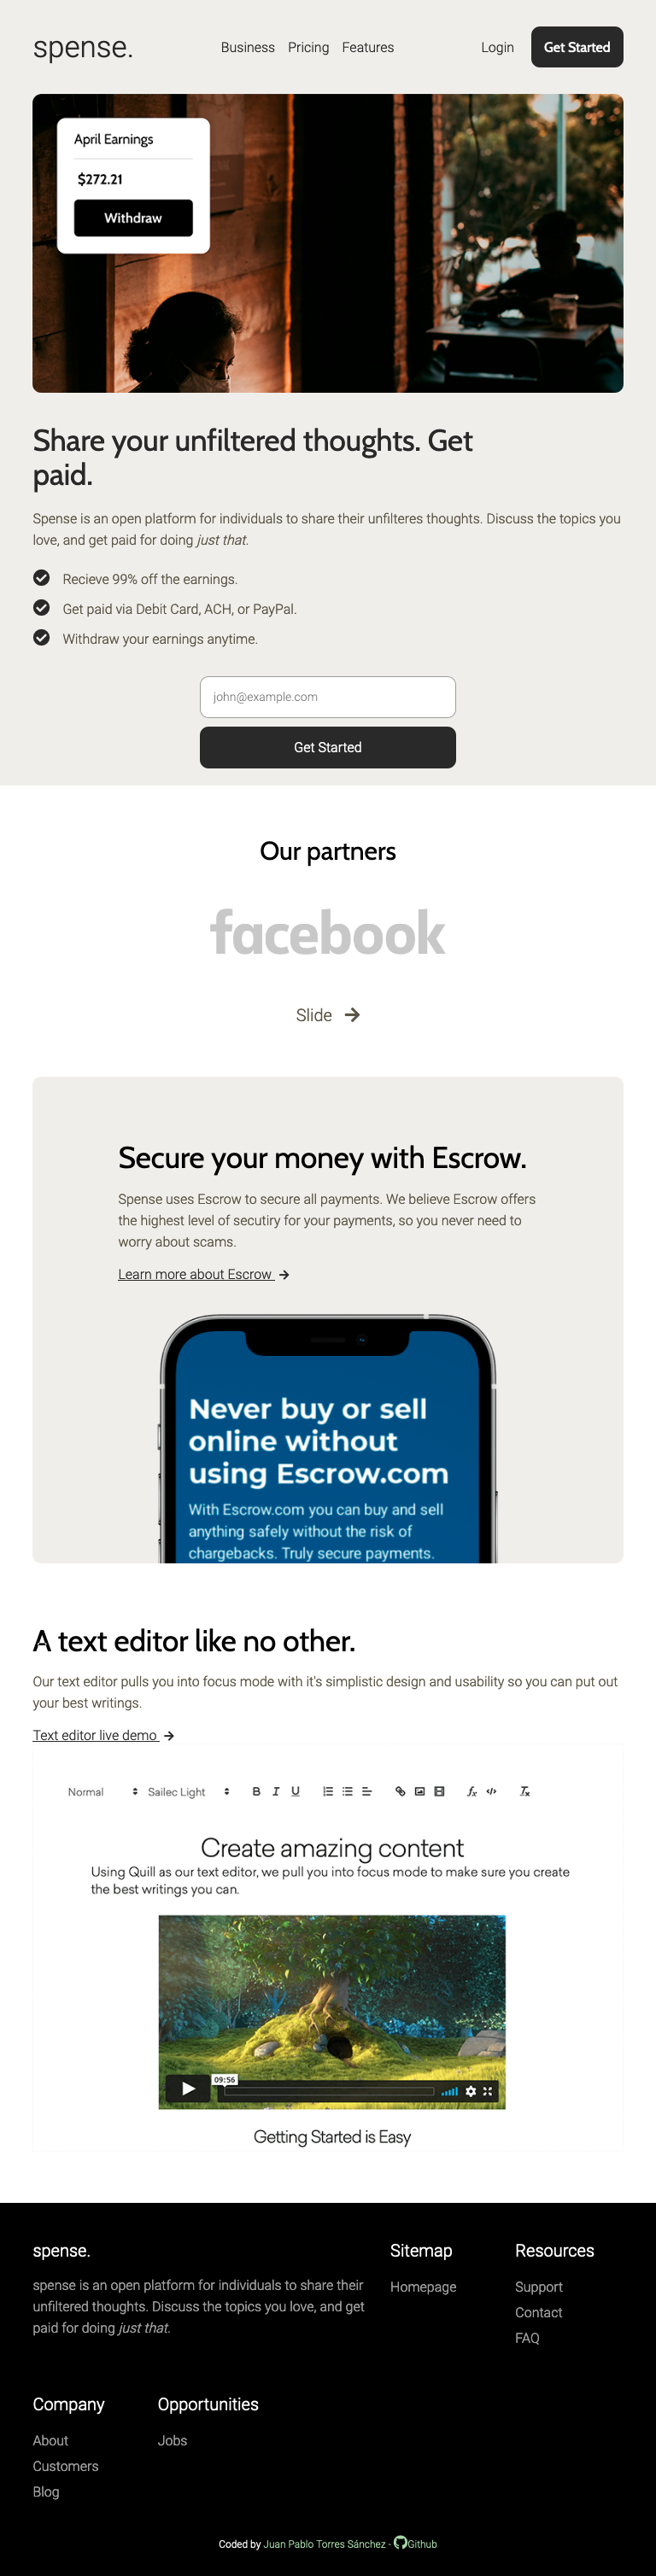 spense.
Business Pricing Features
Login
Get Started
April Earnings
$272.21
Withdraw
Share your unfiltered thoughts. Get
paid.
Spense is an open platform for individuals to share their unfilteres thoughts. Discuss the topics you
love, and get paid for doing just that.
Recieve 99% off the earnings.
Get paid via Debit Card, ACH, or PayPal.
Withdraw your earnings anytime.
john@example.com
Get Started
Our partners
facebook
Slide
Secure your money with Escrow.
Spense uses Escrow to secure all payments. We believe Escrow offers
the highest level of secutiry for your payments, so you never need to
worry about scams.
Learn more about Escrow
Never buy or sell
online without
using Escrow.com
With Escrow.com you can buy and sell
anything safely without the risk of
chargebacks. Truly secure payments.
A text editor like no other.
Our text editor pulls you into focus mode with it's simplistic design and usability so you can put out
your best writings.
Text editor live demo
Normal Sailec Light B I U
Create amazing content
Using Quill as our text editor, we pull you into focus mode to make sure you create
the best writings you can.
09:56
Getting Started is Easy
spense.
spense is an open platform for individuals to share their
unfiltered thoughts. Discuss the topics you love, and get
paid for doing just that.
Sitemap
Homepage
Resources
Support
Contact
FAQ
Company
About
Customers
Blog
Opportunities
Jobs
Coded by Juan Pablo Torres Sánchez - Github